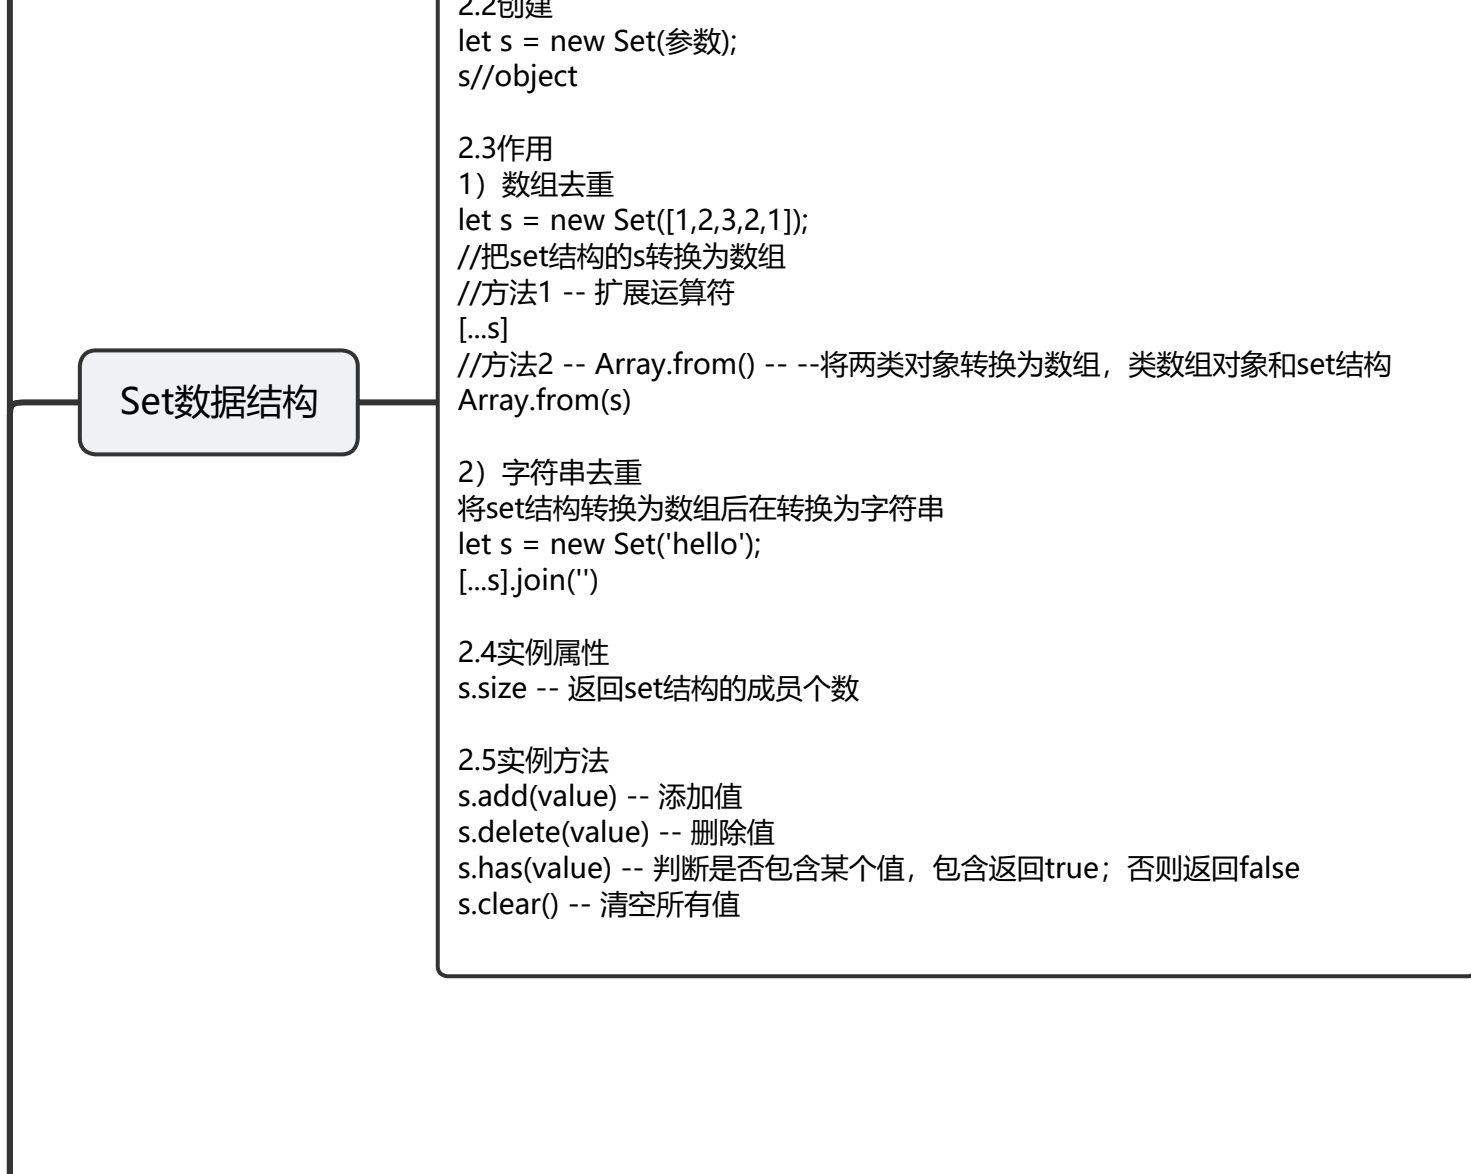 2.2创建
let s = new Set(参数);
s//object
2.3作用
1）数组去重
let s = new Set([1,2,3,2,1]);
//把set结构的s转换为数组
//方法1 -- 扩展运算符
[...s]
//方法2 -- Array.from() -- --将两类对象转换为数组，类数组对象和set结构
Array.from(s)
Set数据结构
2）字符串去重
将set结构转换为数组后在转换为字符串
let s = new Set('hello');
[...s].join('')
2.4实例属性
s.size -- 返回set结构的成员个数
2.5实例方法
s.add(value) -- 添加值
s.delete(value) -- 删除值
s.has(value) -- 判断是否包含某个值，包含返回true；否则返回false
s.clear() -- 清空所有值